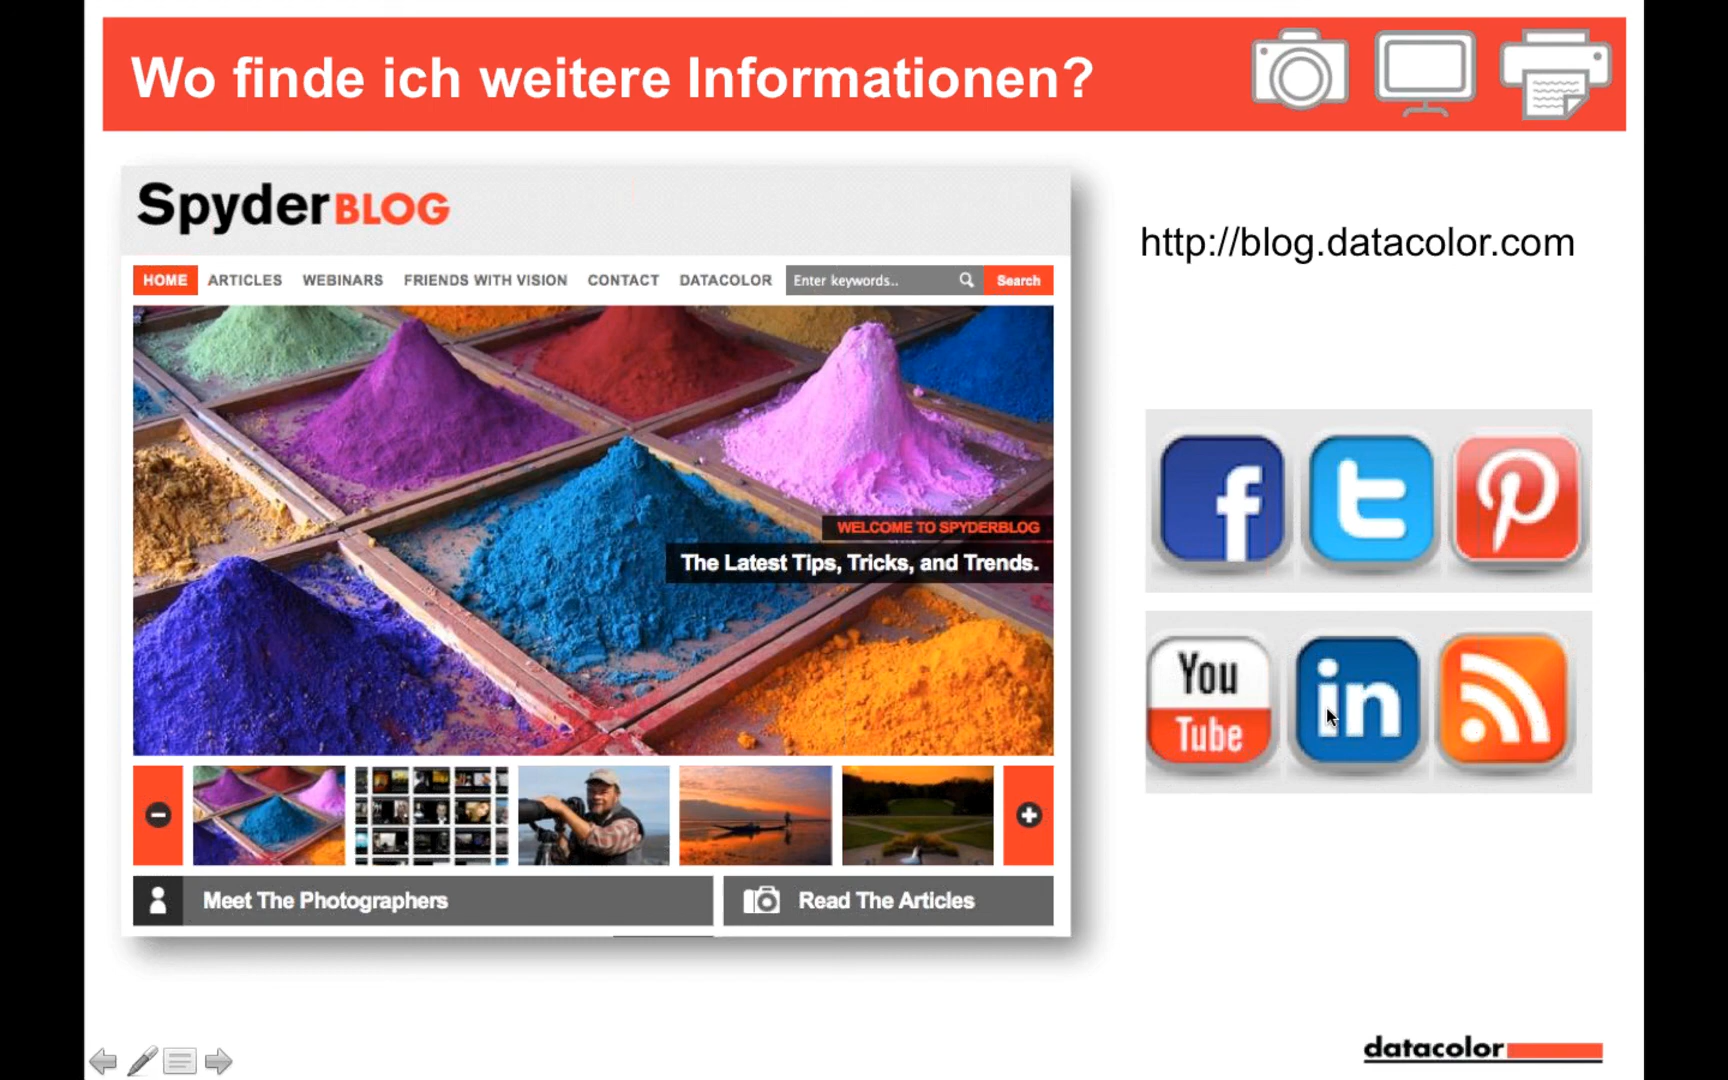 Wo finde ich weitere Informationen?
SpyderBLOG
HOME ARTICLES WEBINARS FRIENDS WITH VISION CONTACT DATACOLOR Enter keywords.. Search
http://blog.datacolor.com
WELCOME TO SPYDERBLOG
The Latest Tips, Tricks, and Trends.
f t P
You
Tube
in
Meet The Photographers
Read The Articles
datacolor